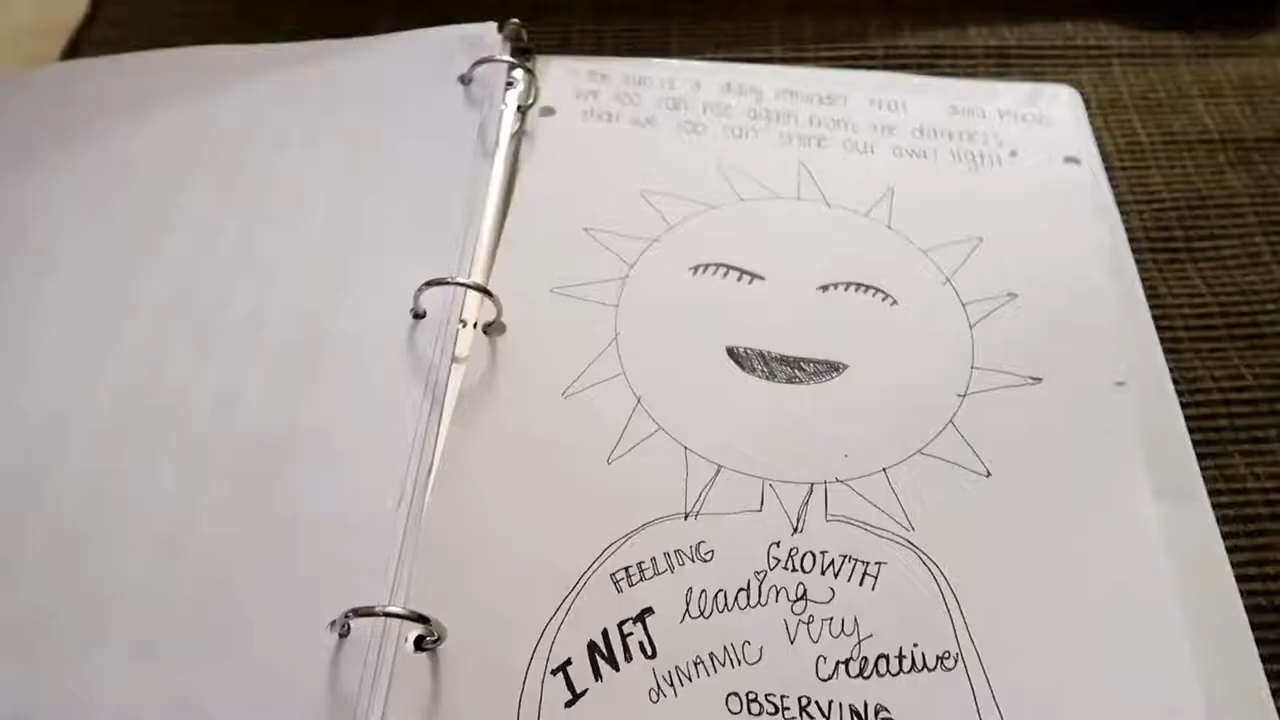 "the sun is a daily reminder that
we too can rise again from the darkness,
that we too can shine our own light"
FEELING GROWTH
leading
INFJ very
dYNAMIC creative
OBSERVING